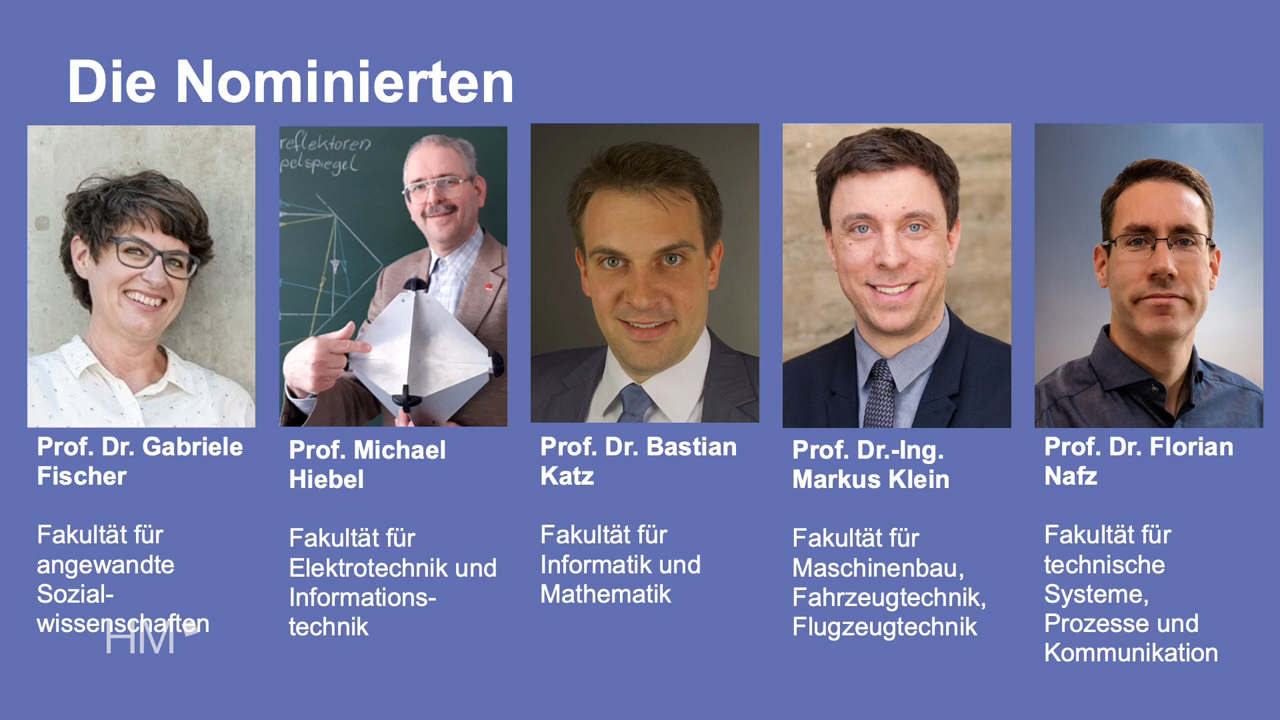 Die Nominierten
reflektoren
pelspiegel
Prof. Dr. Gabriele
Fischer
Fakultät für
angewandte
Sozial-
wissenschaften
Prof. Michael
Hiebel
Fakultät für
Elektrotechnik und
Informations-
technik
Prof. Dr. Bastian
Katz
Fakultät für
Informatik und
Mathematik
Prof. Dr.-Ing.
Markus Klein
Fakultät für
Maschinenbau,
Fahrzeugtechnik,
Flugzeugtechnik
Prof. Dr. Florian
Nafz
Fakultät für
technische
Systeme,
Prozesse und
Kommunikation
HM